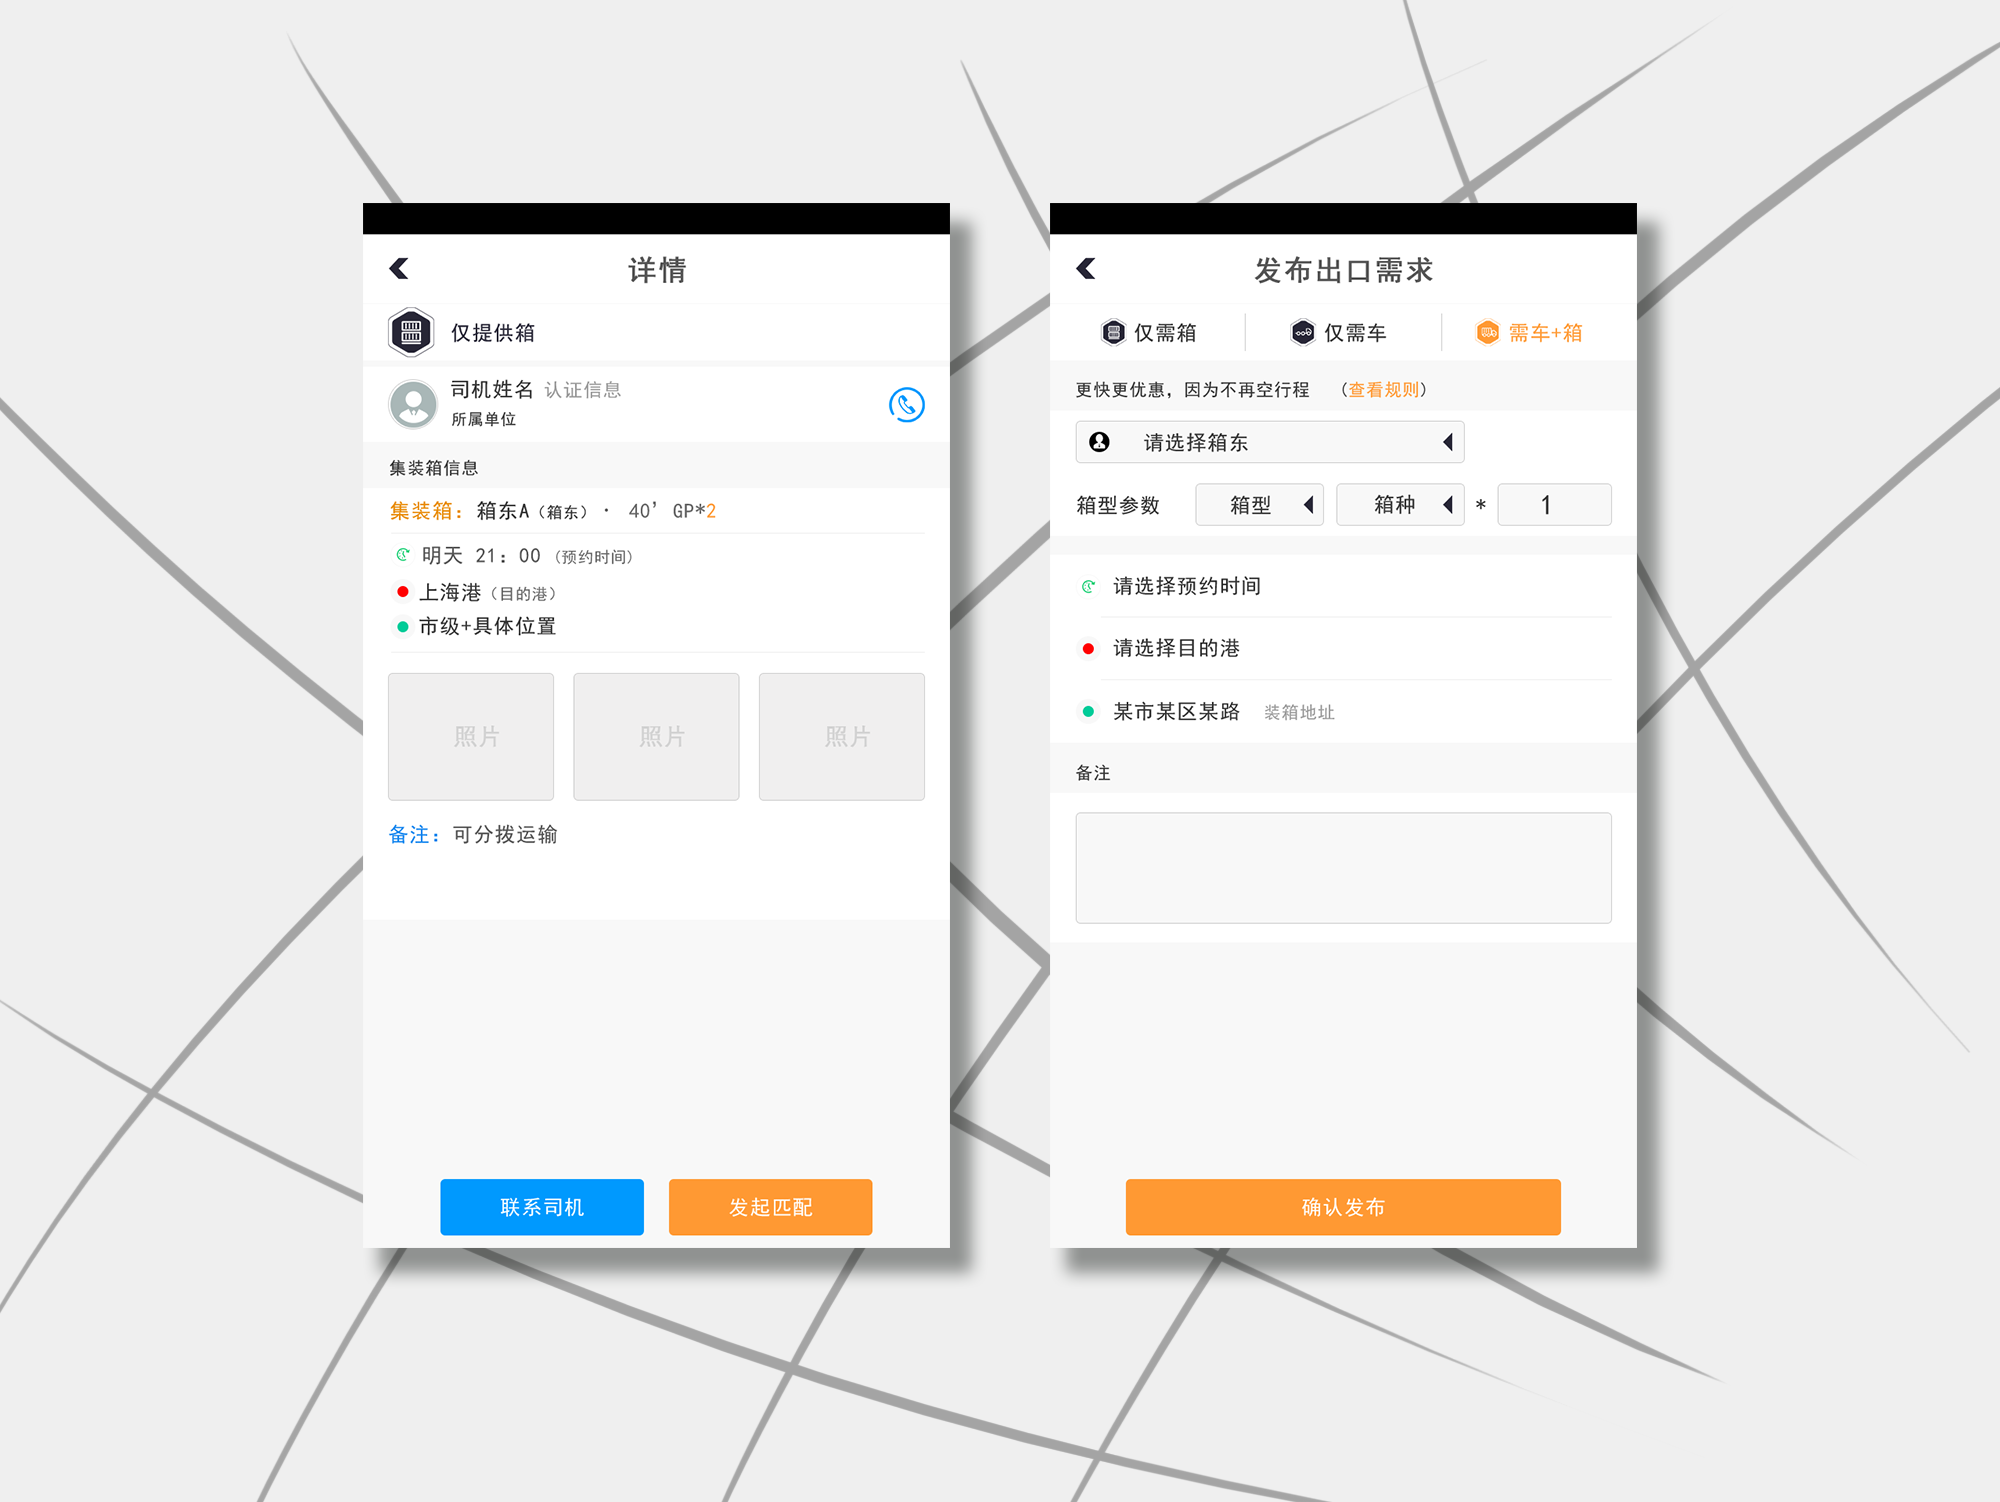 详情
仅提供箱
司机姓名 认证信息
所属单位
集装箱信息
集装箱：箱东A（箱东）· 40' GP*2
明天 21：00（预约时间）
上海港（目的港）
市级+具体位置
照片 照片 照片
备注：可分拨运输
联系司机 发起匹配
发布出口需求
仅需箱 仅需车 需车+箱
更快更优惠，因为不再空行程 （查看规则）
请选择箱东
箱型参数 箱型 箱种 * 1
请选择预约时间
请选择目的港
某市某区某路 装箱地址
备注
确认发布